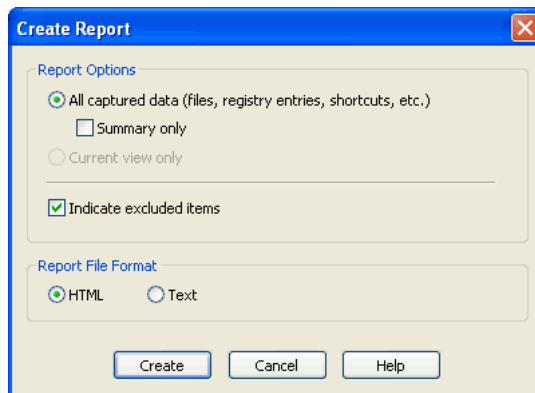 Create Report
Report Options
All captured data (files, registry entries, shortcuts, etc.)
Summary only
Current view only
Indicate excluded items
Report File Format
HTML Text
Create Cancel Help